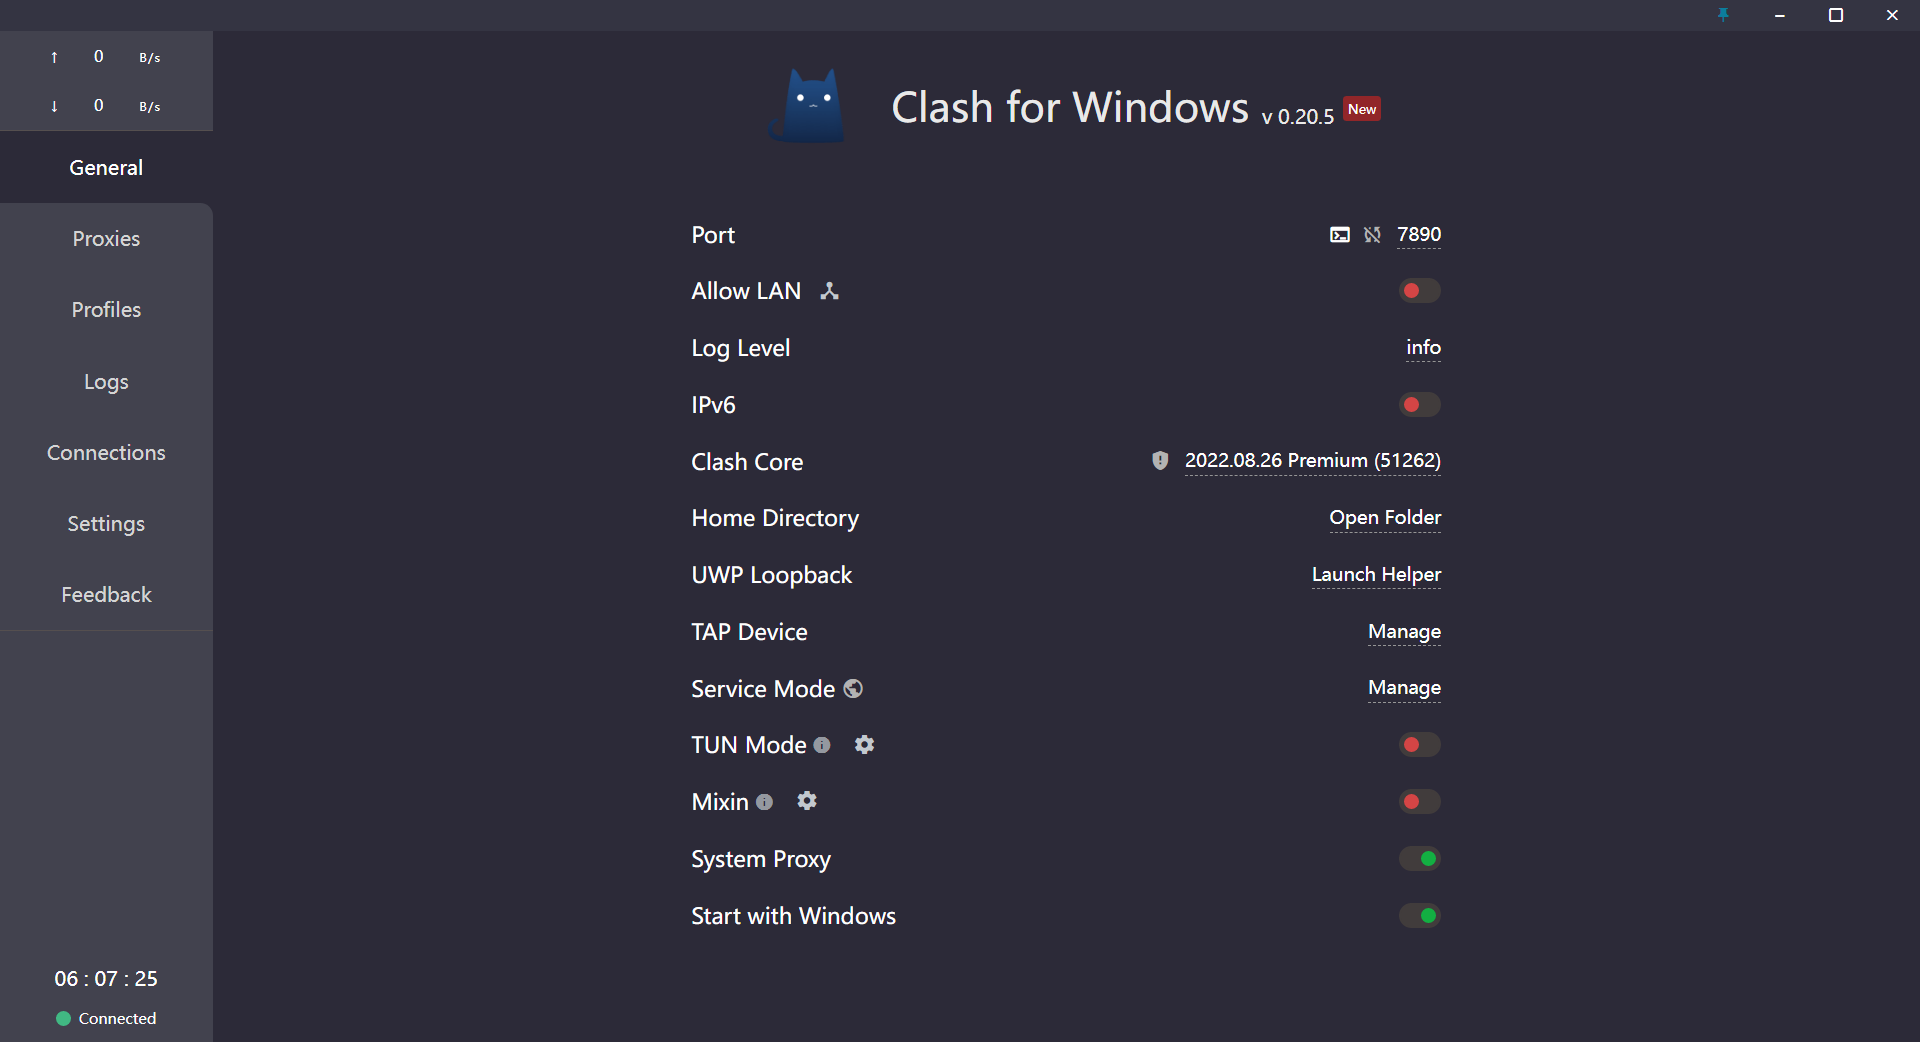 ↑ 0 B/s
↓ 0 B/s
General
Proxies
Profiles
Logs
Connections
Settings
Feedback
06 : 07 : 25
Connected
Clash for Windows v 0.20.5 New
Port 7890
Allow LAN
Log Level info
IPv6
Clash Core 2022.08.26 Premium (51262)
Home Directory Open Folder
UWP Loopback Launch Helper
TAP Device Manage
Service Mode Manage
TUN Mode
Mixin
System Proxy
Start with Windows